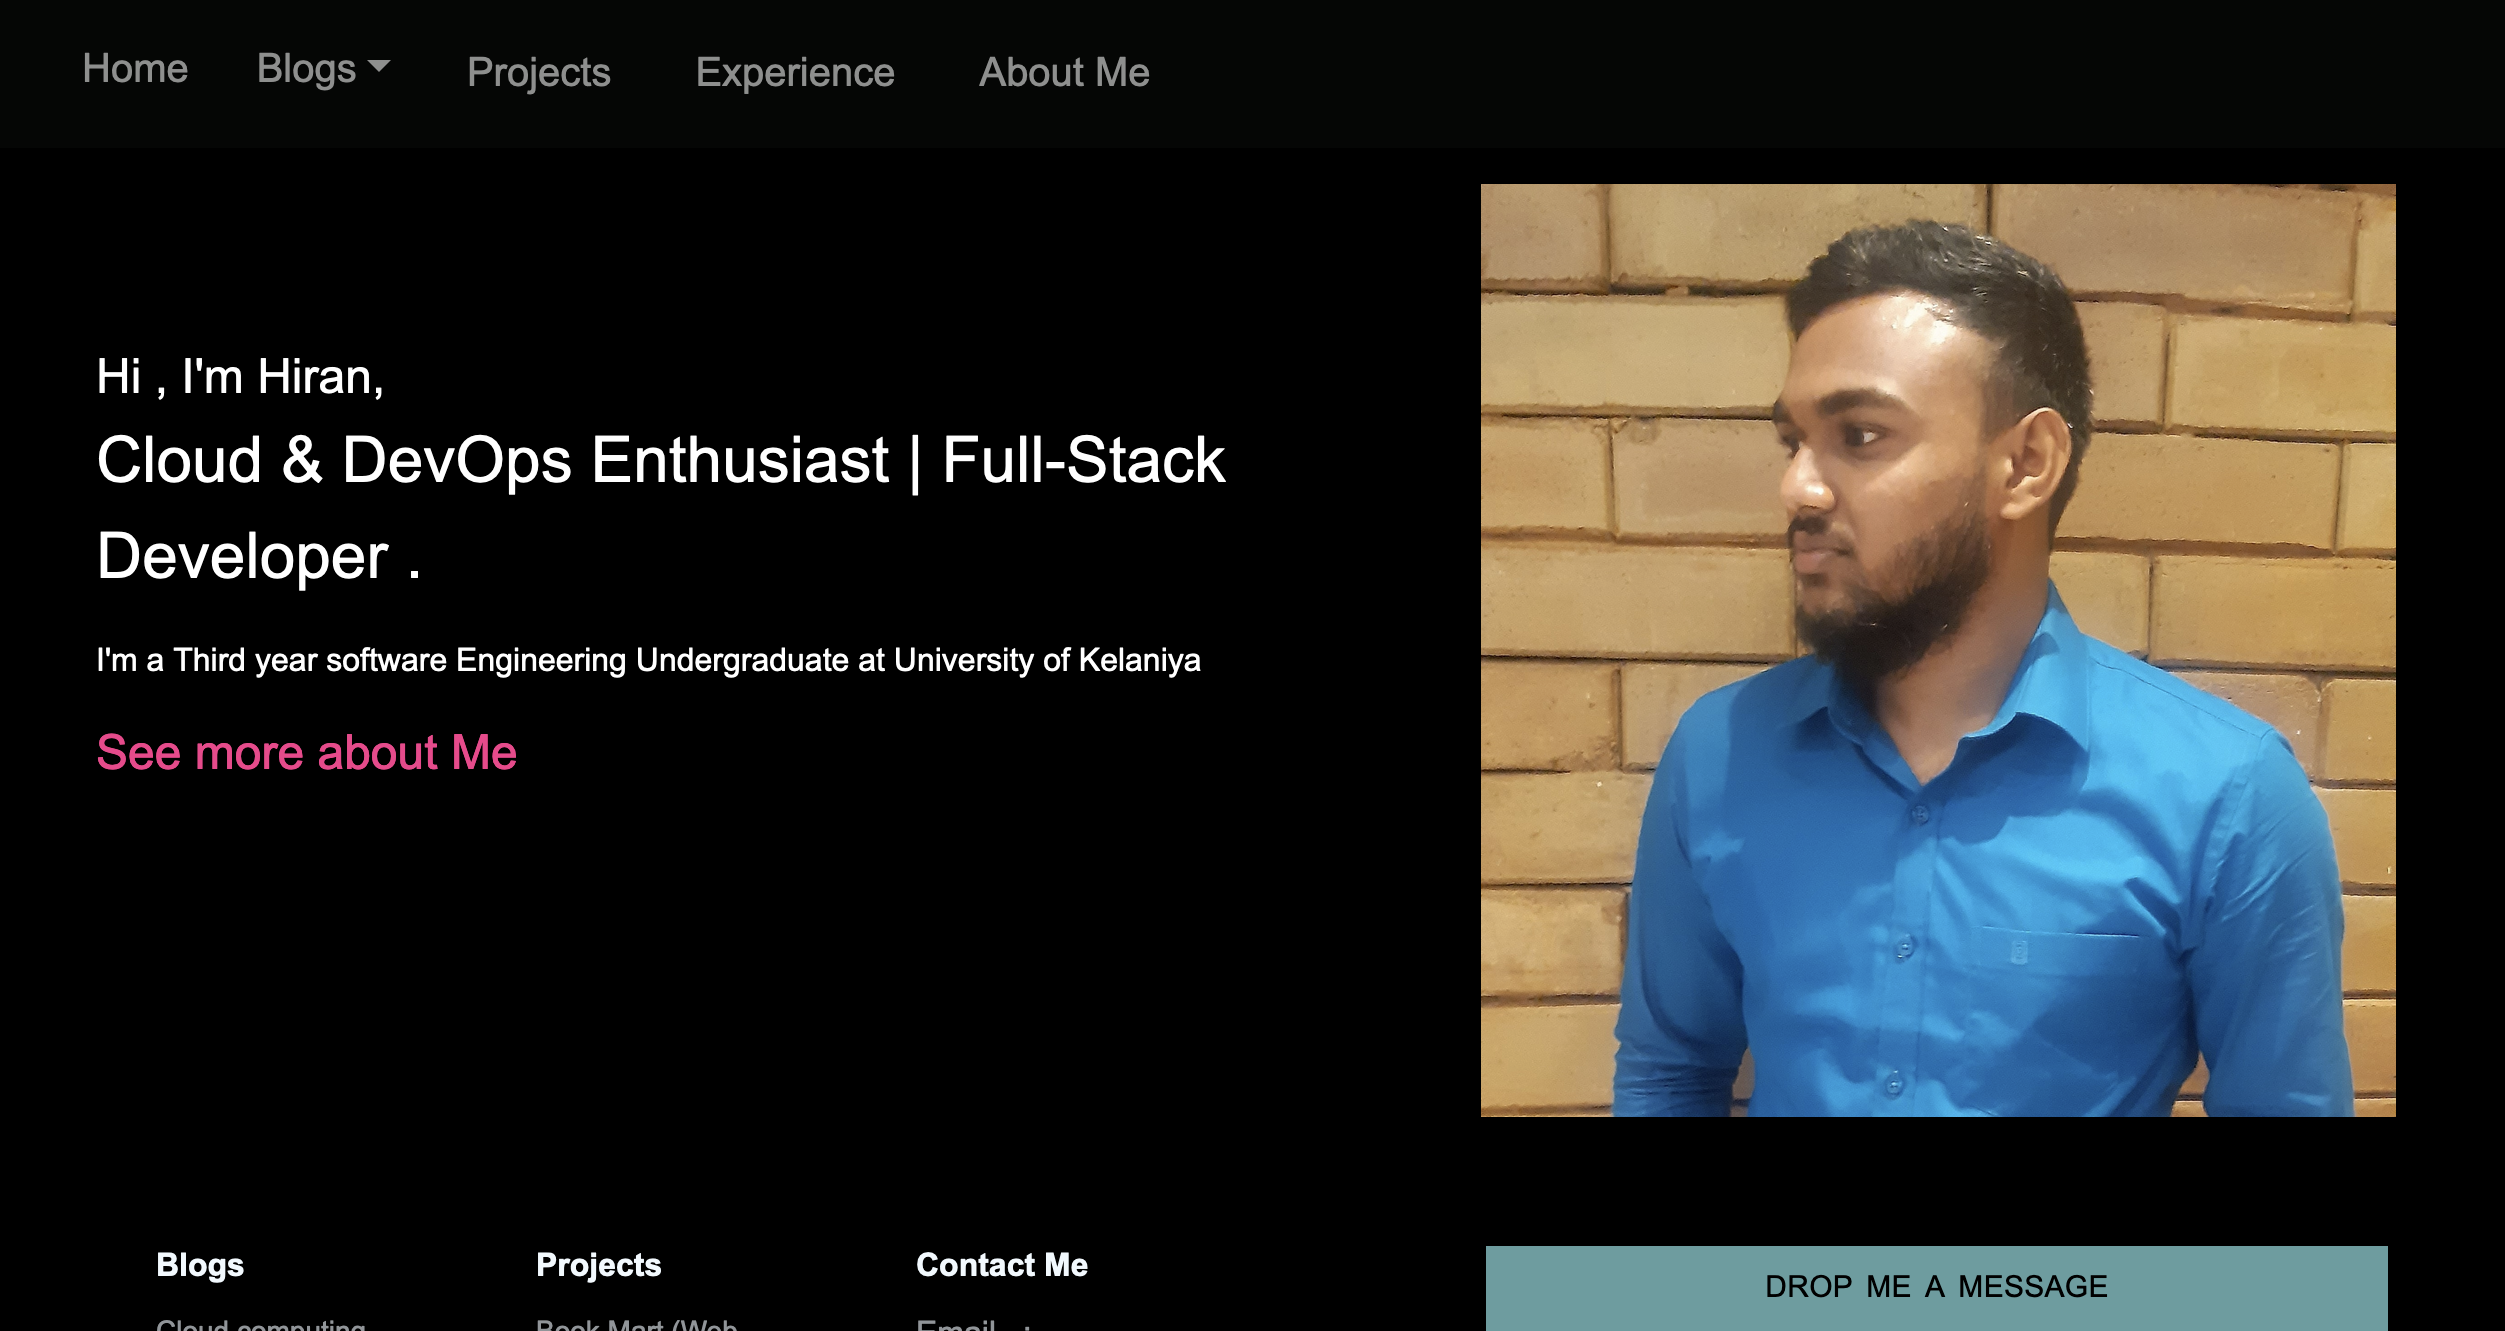 Home Blogs Projects Experience About Me
Hi , I'm Hiran,
Cloud & DevOps Enthusiast | Full-Stack
Developer .
I'm a Third year software Engineering Undergraduate at University of Kelaniya
See more about Me
Blogs Projects Contact Me
DROP ME A MESSAGE
Cloud computing Book Mart (Web Email :